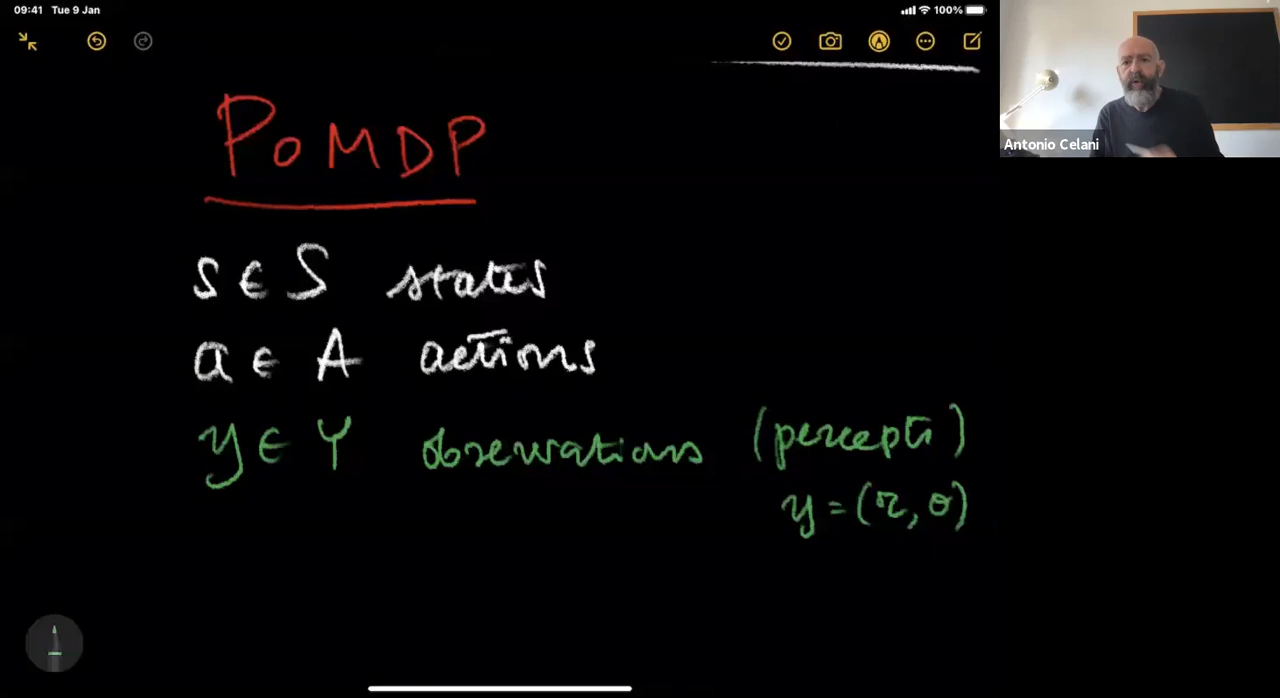 09:41 Tue 9 Jan
100%
Antonio Celani
PoMDP
s ∈ S states
a ∈ A actions
y ∈ Y observations (percepts)
y = (r, o)